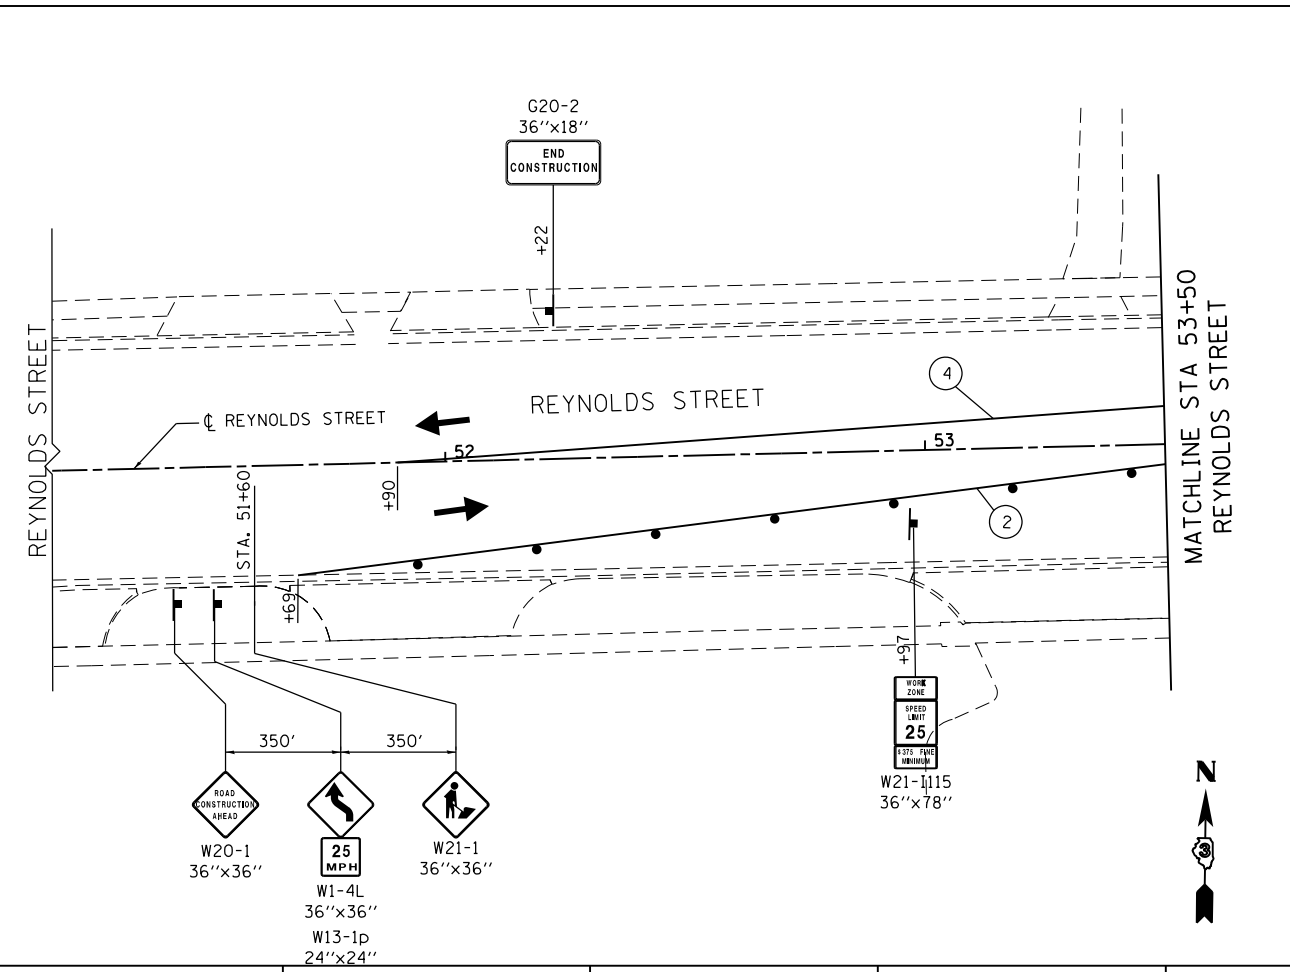 G20-2
36''x18''
END
CONSTRUCTION
+22
REYNOLDS STREET
℄ REYNOLDS STREET
REYNOLDS STREET
4
52
53
MATCHLINE STA 53+50
REYNOLDS STREET
STA. 51+60
+90
2
+69
+97
WORK
ZONE
SPEED
LIMIT
25
$375 FINE
MINIMUM
W21-I115
36''x78''
350'
350'
ROAD
CONSTRUCTION
AHEAD
W20-1
36''x36''
25
MPH
W1-4L
36''x36''
W13-1p
24''x24''
W21-1
36''x36''
N
3